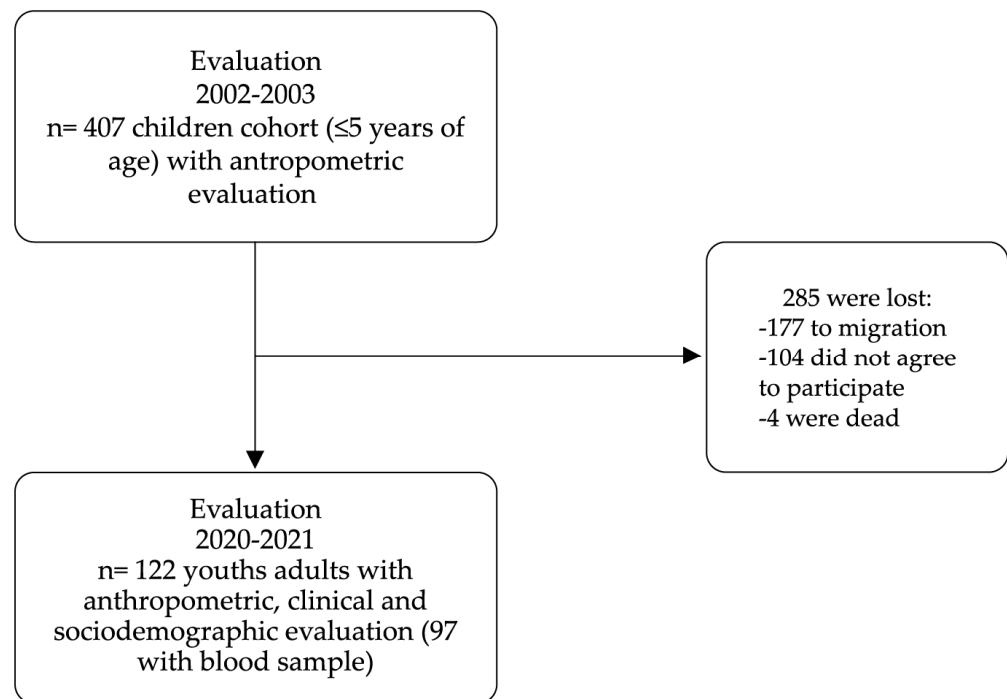 Evaluation
2002-2003
n= 407 children cohort (≤5 years of
age) with antropometric
evaluation
285 were lost:
-177 to migration
-104 did not agree
to participate
-4 were dead
Evaluation
2020-2021
n= 122 youths adults with
anthropometric, clinical and
sociodemographic evaluation (97
with blood sample)